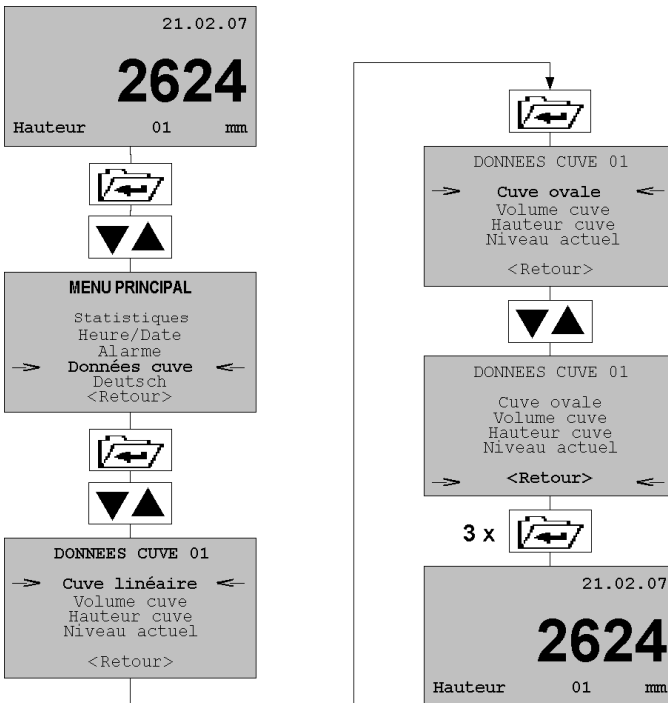 21.02.07
2624
Hauteur 01 mm
MENU PRINCIPAL
Statistiques
Heure/Date
Alarme
Données cuve
Deutsch
<Retour>
DONNEES CUVE 01
Cuve linéaire
Volume cuve
Hauteur cuve
Niveau actuel
<Retour>
DONNEES CUVE 01
Cuve ovale
Volume cuve
Hauteur cuve
Niveau actuel
<Retour>
DONNEES CUVE 01
Cuve ovale
Volume cuve
Hauteur cuve
Niveau actuel
<Retour>
3 x
21.02.07
2624
Hauteur 01 mm